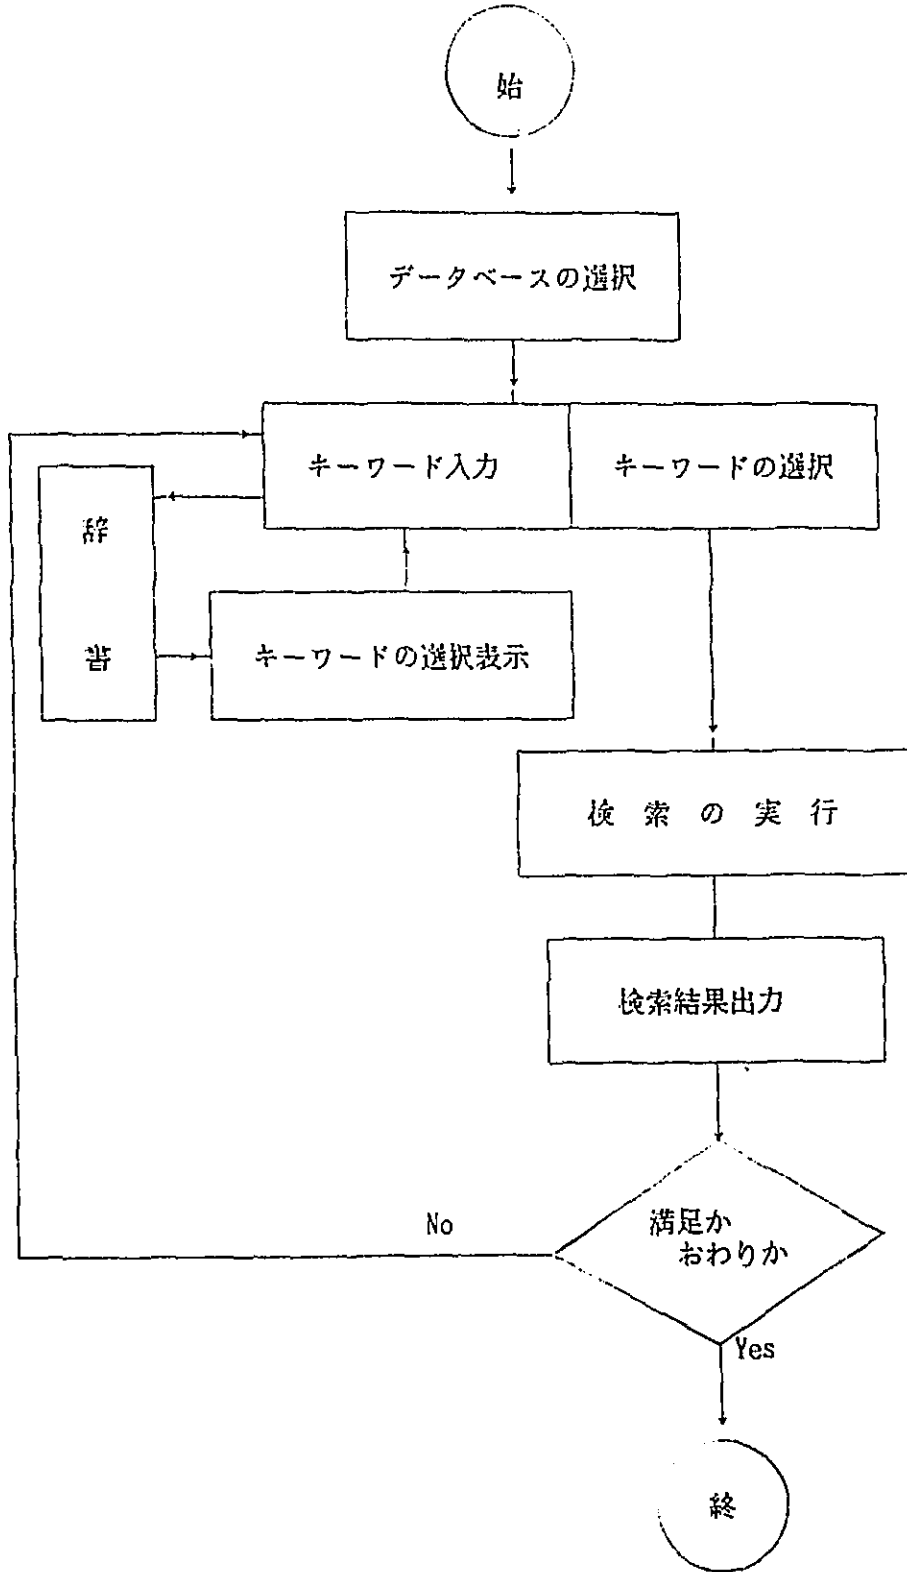 始
データベースの選択
キーワード入力
キーワードの選択
辞
書
キーワードの選択表示
検索の実行
検索結果出力
満足か
おわりか
No
Yes
終